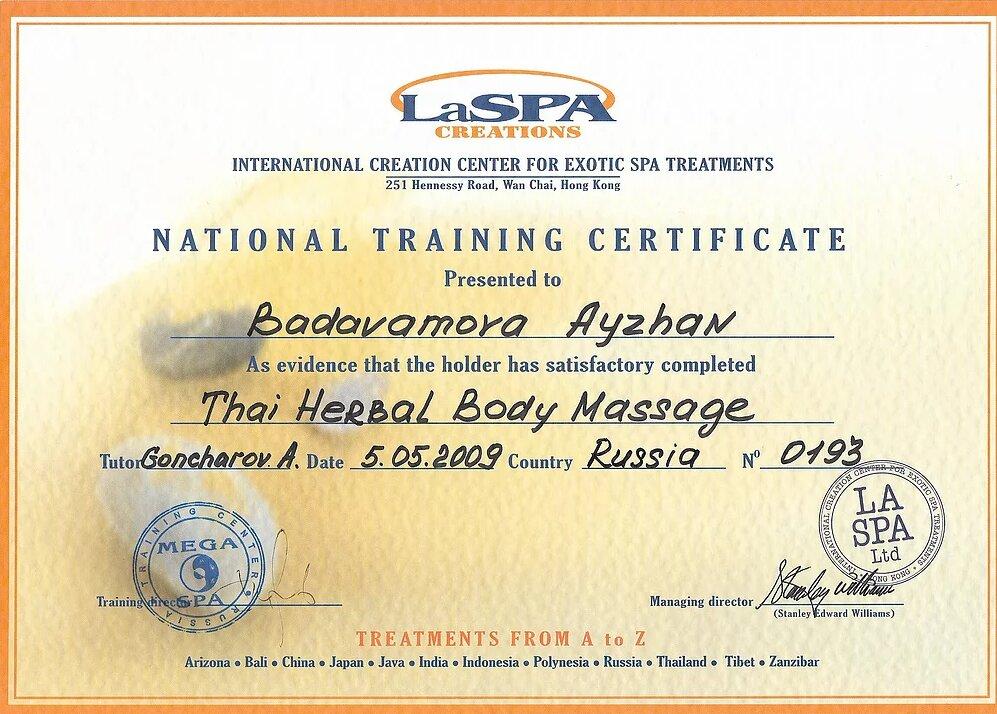 LaSPA
CREATIONS
INTERNATIONAL CREATION CENTER FOR EXOTIC SPA TREATMENTS
251 Hennessy Road, Wan Chai, Hong Kong
NATIONAL TRAINING CERTIFICATE
Presented to
Badavamova Ayzhan
As evidence that the holder has satisfactory completed
Thai Herbal Body Massage
Tutor Goncharov A. Date 5.05.2009 Country Russia Nº 0193
INTERNATIONAL CREATION CENTER FOR EXOTIC SPA TREATMENTS • HONG KONG •
LA
SPA
Ltd
TRAINING CENTER • RUSSIA
MEGA
SPA
Training director
Managing director Stanley William
(Stanley Edward Williams)
TREATMENTS FROM A to Z
Arizona • Bali • China • Japan • Java • India • Indonesia • Polynesia • Russia • Thailand • Tibet • Zanzibar